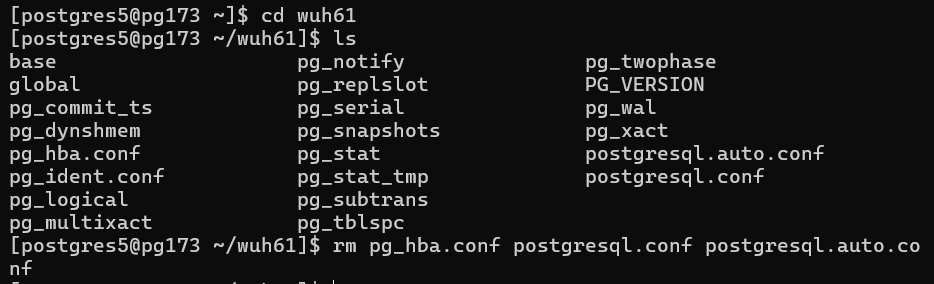 [postgres5@pg173 ~]$ cd wuh61
[postgres5@pg173 ~/wuh61]$ ls
base pg_notify pg_twophase
global pg_replslot PG_VERSION
pg_commit_ts pg_serial pg_wal
pg_dynshmem pg_snapshots pg_xact
pg_hba.conf pg_stat postgresql.auto.conf
pg_ident.conf pg_stat_tmp postgresql.conf
pg_logical pg_subtrans
pg_multixact pg_tblspc
[postgres5@pg173 ~/wuh61]$ rm pg_hba.conf postgresql.conf postgresql.auto.co
nf